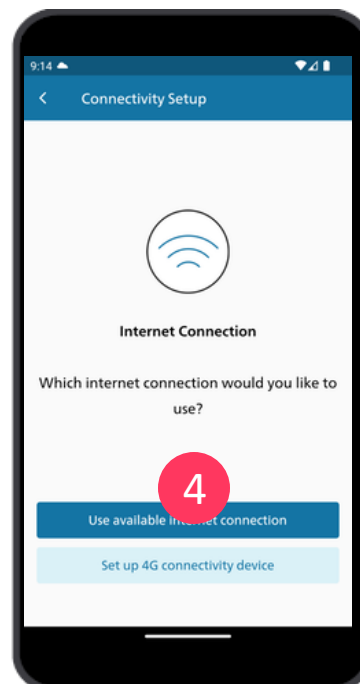 9:14
Connectivity Setup
Internet Connection
Which internet connection would you like to
use?
4
Use available internet connection
Set up 4G connectivity device